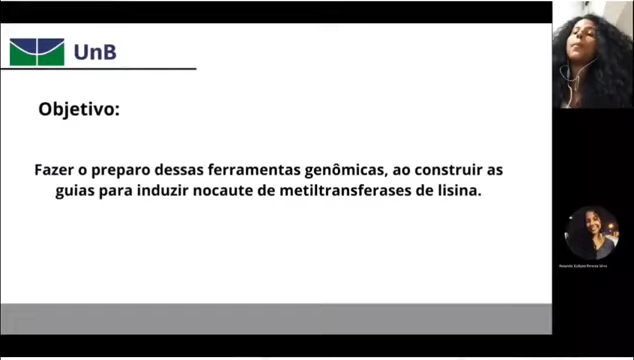 UnB
Objetivo:
Fazer o preparo dessas ferramentas genômicas, ao construir as
guias para induzir nocaute de metiltransferases de lisina.